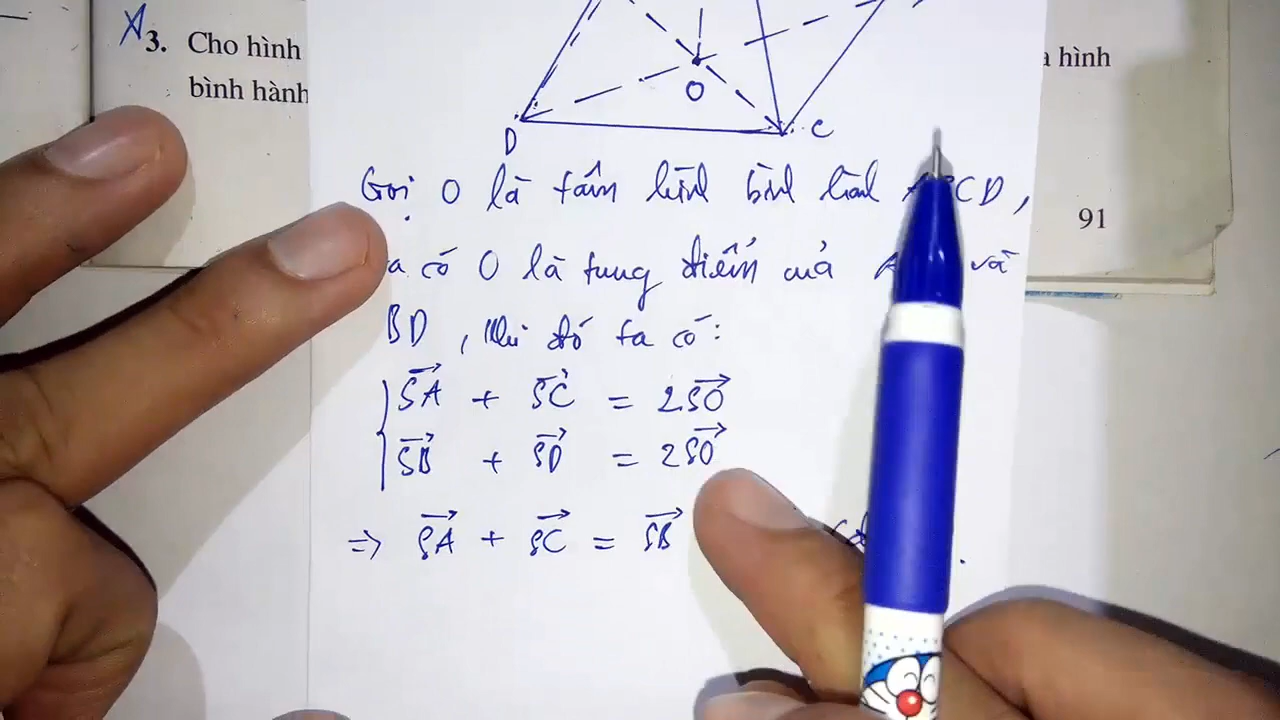 A3. Cho hình
a hình
bình hành
O
D
C
91
Gọi O là tâm hình bình hành CD,
a có O là trung điểm của và
BD, khi đó ta có:
SA + SC = 2SO
SB + SD = 2SO
=> SA + SC = SB